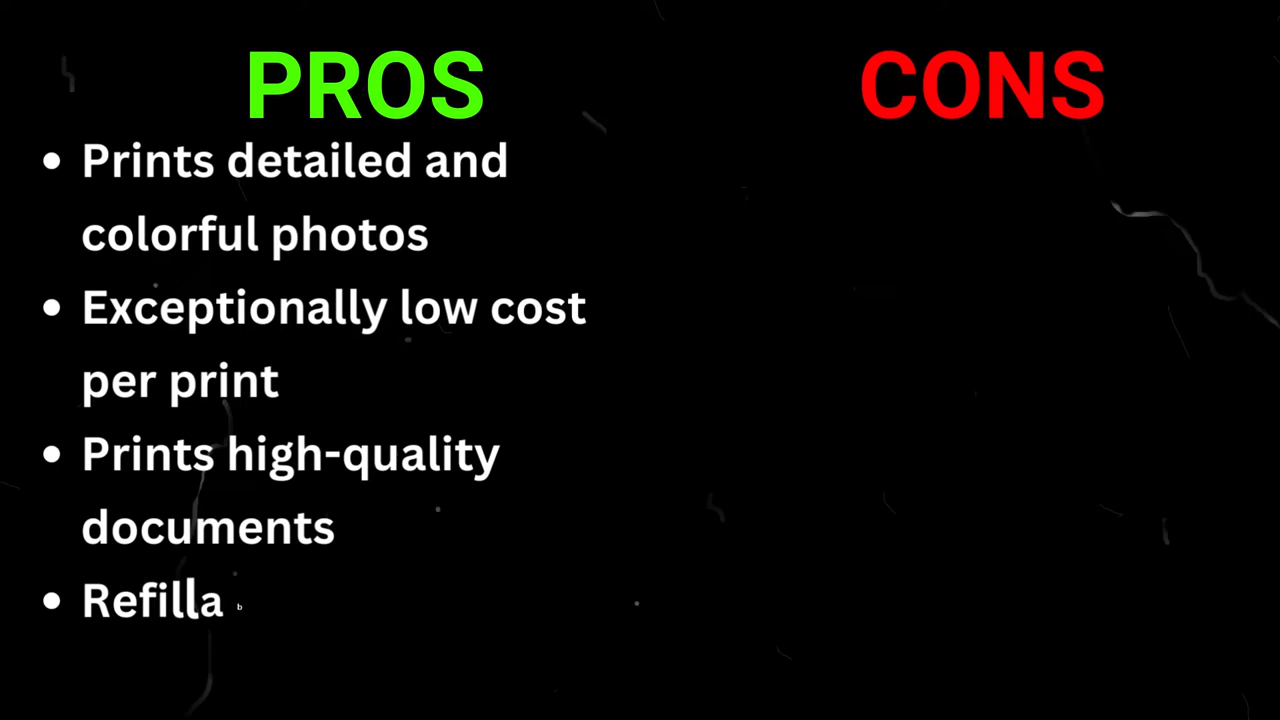 PROS
CONS
• Prints detailed and
colorful photos
• Exceptionally low cost
per print
• Prints high-quality
documents
• Refilla b